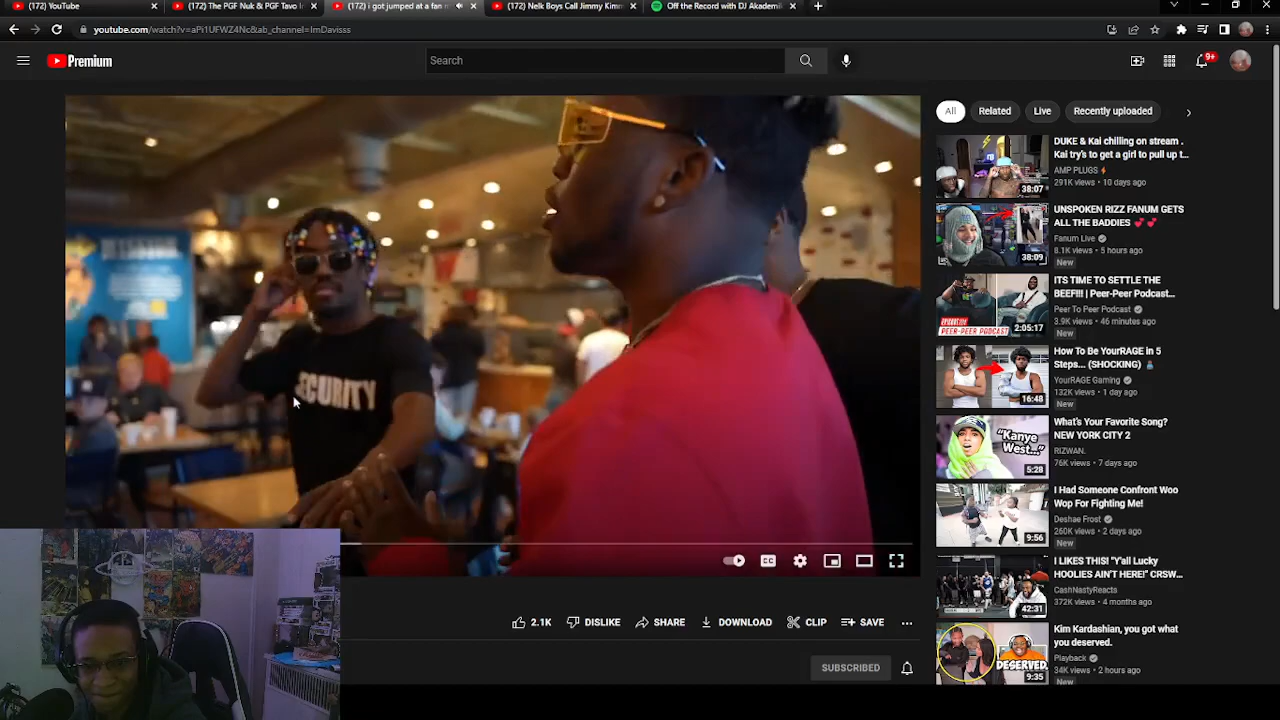 (172) YouTube
(172) The PGF Nuk & PGF Tavo In
(172) i got jumped at a fan m
(172) Nelk Boys Call Jimmy Kimm
Off the Record with DJ Akademik
youtube.com/watch?v=aPi1UFWZ4Nc&ab_channel=ImDavisss
Premium
Search
9+
All
Related
Live
Recently uploaded
DUKE & Kai chilling on stream .
Kai try's to get a girl to pull up t...
AMP PLUGS
291K views • 10 days ago
38:07
UNSPOKEN RIZZ FANUM GETS
ALL THE BADDIES
Fanum Live
8.1K views • 5 hours ago
New
38:09
ITS TIME TO SETTLE THE
BEEF!!! | Peer-Peer Podcast...
Peer To Peer Podcast
3.9K views • 46 minutes ago
New
PEER-PEER PODCAST
2:05:17
How To Be YourRAGE in 5
Steps... (SHOCKING)
YourRAGE Gaming
132K views • 1 day ago
New
16:48
What's Your Favorite Song?
NEW YORK CITY 2
RIZWAN.
76K views • 7 days ago
"Kanye
West..."
5:28
I Had Someone Confront Woo
Wop For Fighting Me!
Deshae Frost
260K views • 2 days ago
New
9:56
I LIKES THIS! "Y'all Lucky
HOOLIES AIN'T HERE!" CRSW...
CashNastyReacts
372K views • 4 months ago
42:31
Kim Kardashian, you got what
you deserved.
Playback
34K views • 2 hours ago
New
DESERVED.
9:35
ECURITY
CC
2.1K
DISLIKE
SHARE
DOWNLOAD
CLIP
SAVE
SUBSCRIBED